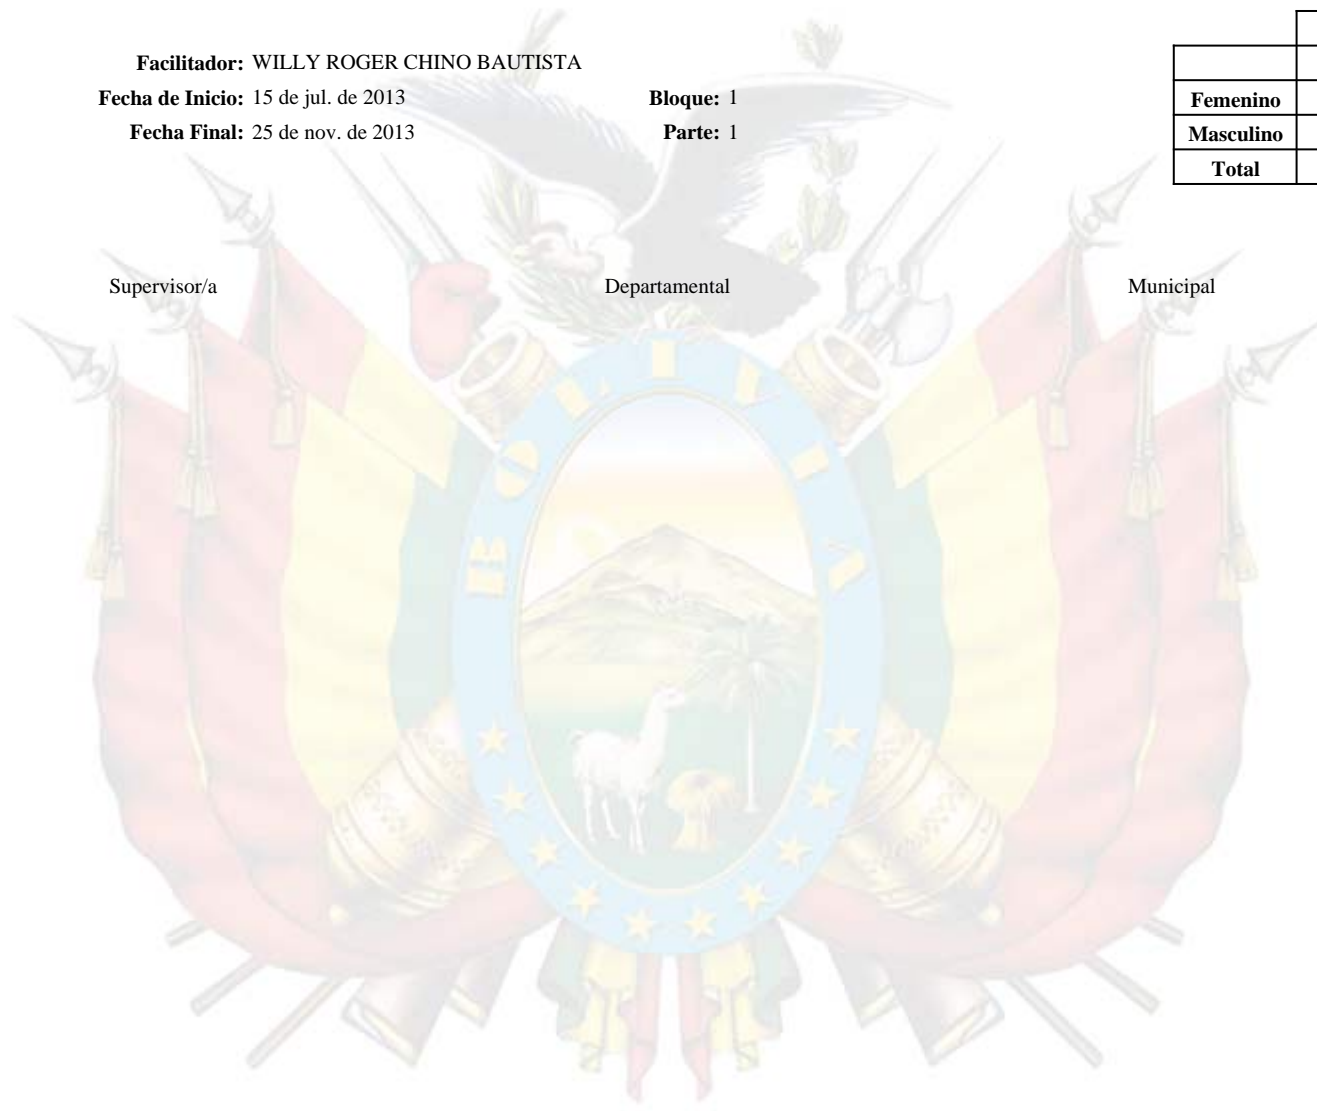 Facilitador: WILLY ROGER CHINO BAUTISTA
Fecha de Inicio: 15 de jul. de 2013 Bloque: 1
Fecha Final: 25 de nov. de 2013 Parte: 1
Femenino
Masculino
Total
Supervisor/a Departamental Municipal
BOLIVIA